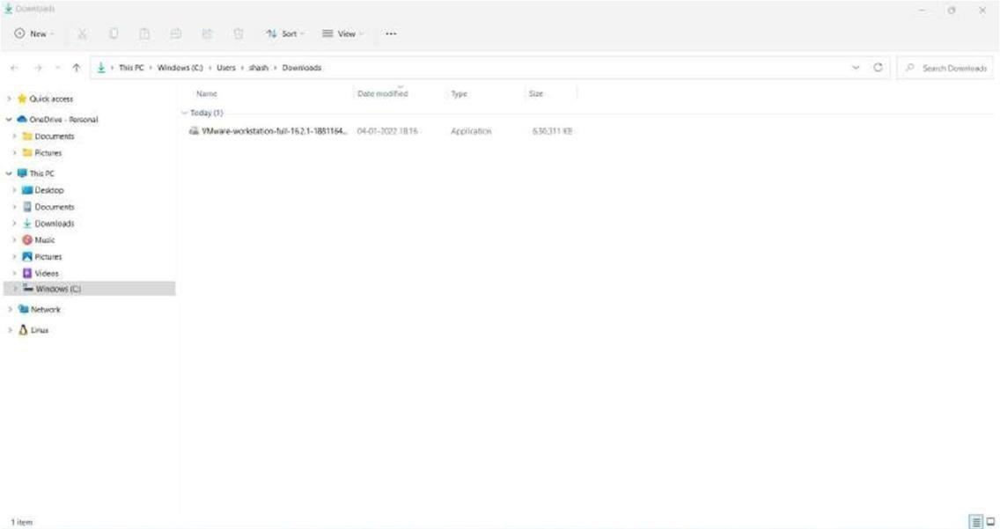 Downloads
New
Sort
View
This PC › Windows (C:) › Users › shash › Downloads
Search Downloads
Name Date modified Type Size
Today (1)
VMware-workstation-full-16.2.1-1881164... 04-01-2022 18:16 Application 630,311 KB
Quick access
OneDrive - Personal
Documents
Pictures
This PC
Desktop
Documents
Downloads
Music
Pictures
Videos
Windows (C:)
Network
Linux
1 item